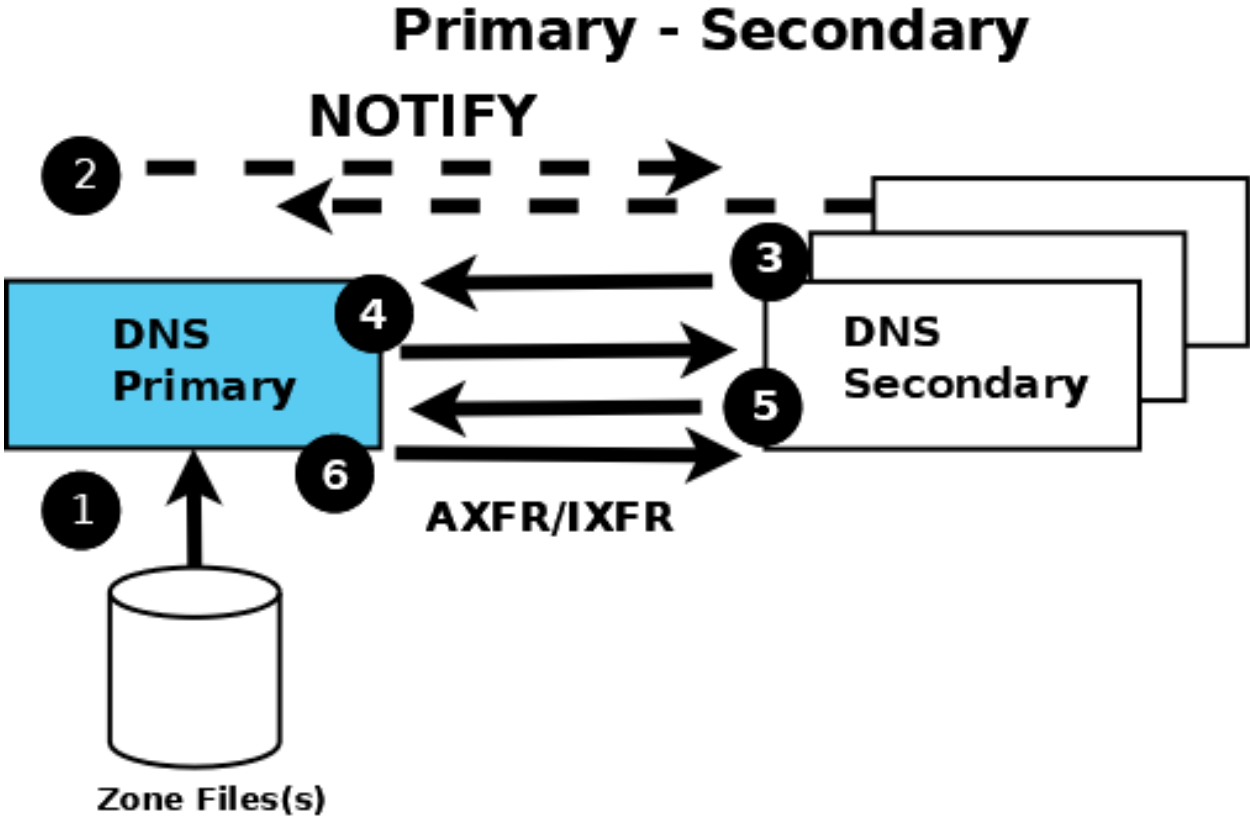 Primary - Secondary
NOTIFY
2
3
4
DNS
Primary
DNS
Secondary
5
6
1
AXFR/IXFR
Zone Files(s)